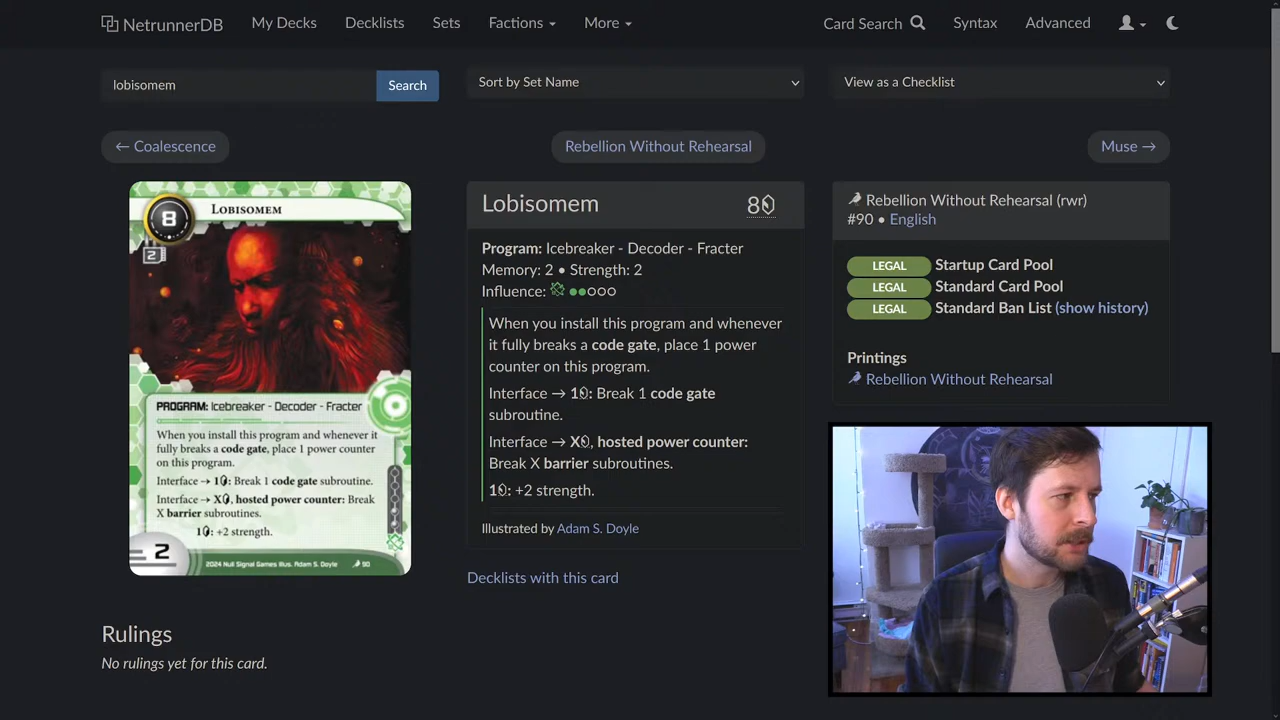 NetrunnerDB My Decks Decklists Sets Factions More Card Search Syntax Advanced
lobisomem Search Sort by Set Name View as a Checklist
← Coalescence Rebellion Without Rehearsal Muse →
8 LOBISOMEM
2
PROGRAM: Icebreaker - Decoder - Fracter
When you install this program and whenever it
fully breaks a code gate, place 1 power counter
on this program.
Interface → 1: Break 1 code gate subroutine.
Interface → X, hosted power counter: Break
X barrier subroutines.
1: +2 strength.
2 2024 Null Signal Games Illus. Adam S. Doyle 90
Lobisomem 8
Program: Icebreaker - Decoder - Fracter
Memory: 2 • Strength: 2
Influence:
When you install this program and whenever
it fully breaks a code gate, place 1 power
counter on this program.
Interface → 1: Break 1 code gate
subroutine.
Interface → X, hosted power counter:
Break X barrier subroutines.
1: +2 strength.
Illustrated by Adam S. Doyle
Decklists with this card
Rebellion Without Rehearsal (rwr)
#90 • English
LEGAL Startup Card Pool
LEGAL Standard Card Pool
LEGAL Standard Ban List (show history)
Printings
Rebellion Without Rehearsal
Rulings
No rulings yet for this card.